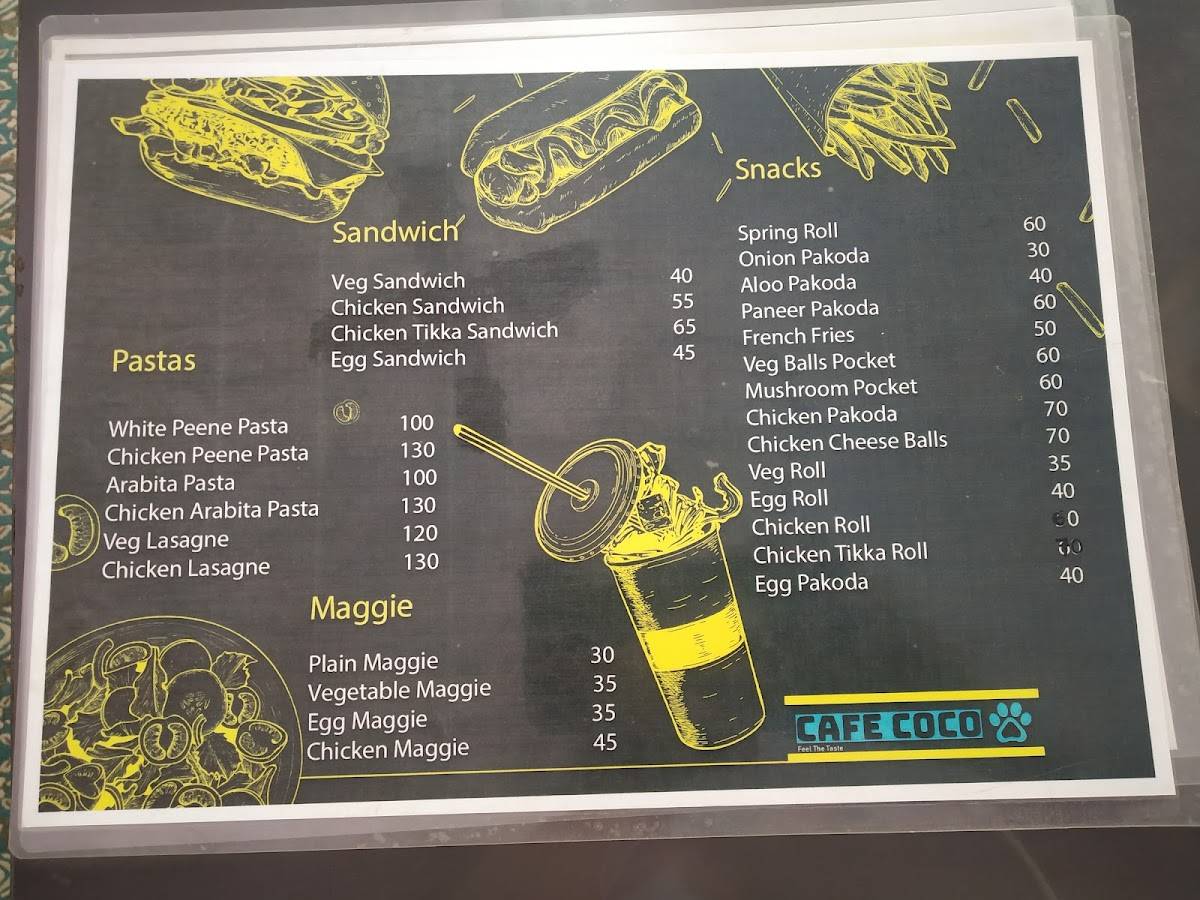 Sandwich
Veg Sandwich 40
Chicken Sandwich 55
Chicken Tikka Sandwich 65
Egg Sandwich 45
Pastas
White Peene Pasta 100
Chicken Peene Pasta 130
Arabita Pasta 100
Chicken Arabita Pasta 130
Veg Lasagne 120
Chicken Lasagne 130
Maggie
Plain Maggie 30
Vegetable Maggie 35
Egg Maggie 35
Chicken Maggie 45
Snacks
Spring Roll 60
Onion Pakoda 30
Aloo Pakoda 40
Paneer Pakoda 60
French Fries 50
Veg Balls Pocket 60
Mushroom Pocket 60
Chicken Pakoda 70
Chicken Cheese Balls 70
Veg Roll 35
Egg Roll 40
Chicken Roll 60
Chicken Tikka Roll
Egg Pakoda 40
CAFE COCO
Feel The Taste